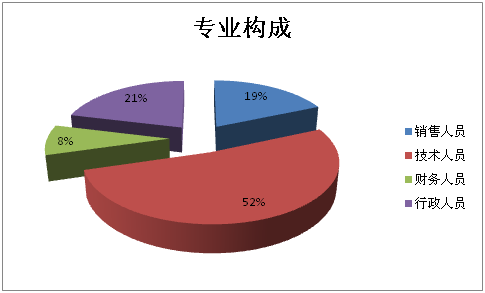 专业构成
21%
19%
8%
52%
销售人员
技术人员
财务人员
行政人员